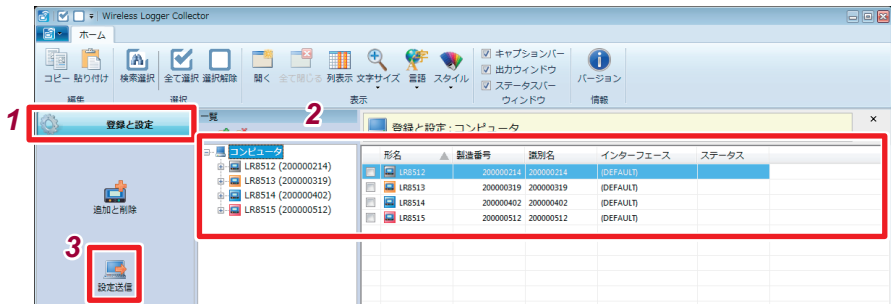 Wireless Logger Collector
ホーム
コピー 貼り付け 検索選択 全て選択 選択解除 開く 全て閉じる 列表示 文字サイズ 言語 スタイル
キャプションバー
出力ウィンドウ
ステータスバー
バージョン
編集 選択 表示 ウィンドウ 情報
1
登録と設定
一覧
2
登録と設定 : コンピュータ
×
コンピュータ
LR8512 (200000214)
LR8513 (200000319)
LR8514 (200000402)
LR8515 (200000512)
形名 製造番号 識別名 インターフェース ステータス
LR8512 200000214 200000214 (DEFAULT)
LR8513 200000319 200000319 (DEFAULT)
LR8514 200000402 200000402 (DEFAULT)
LR8515 200000512 200000512 (DEFAULT)
追加と削除
3
設定送信